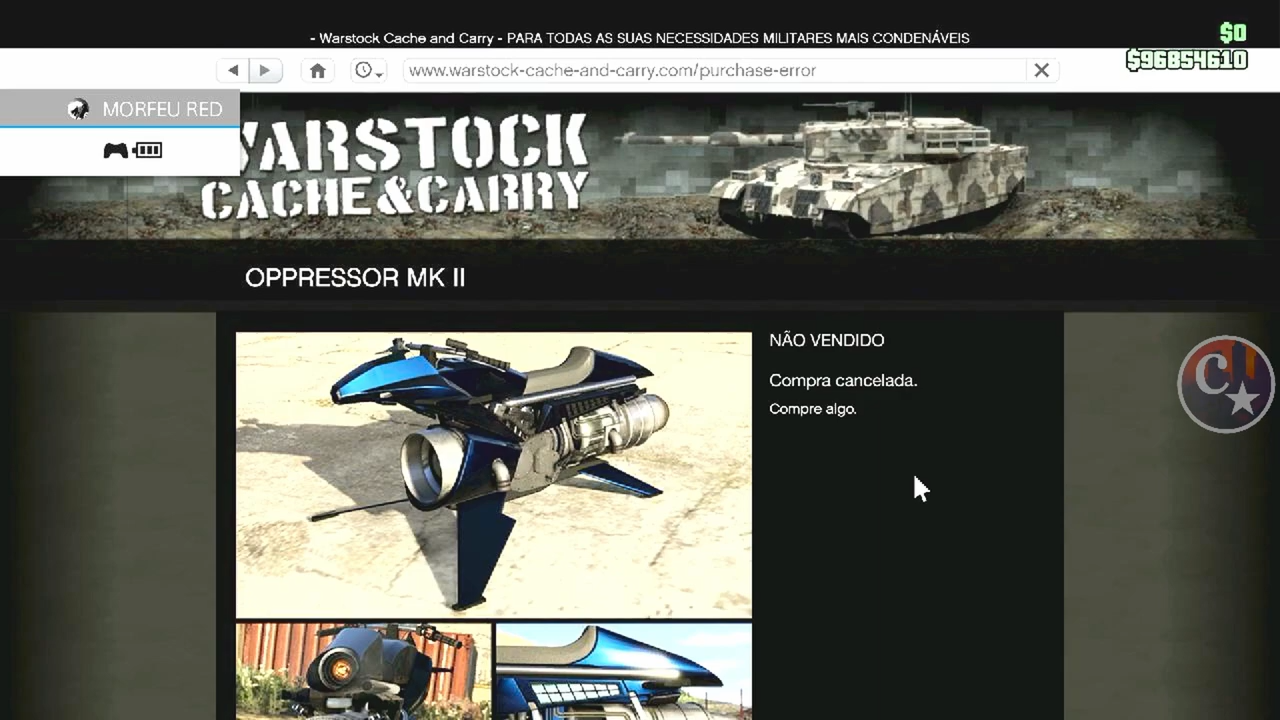 - Warstock Cache and Carry - PARA TODAS AS SUAS NECESSIDADES MILITARES MAIS CONDENÁVEIS
$0
$96854610
www.warstock-cache-and-carry.com/purchase-error
MORFEU RED
WARSTOCK
CACHE&CARRY
OPPRESSOR MK II
NÃO VENDIDO
Compra cancelada.
Compre algo.
C